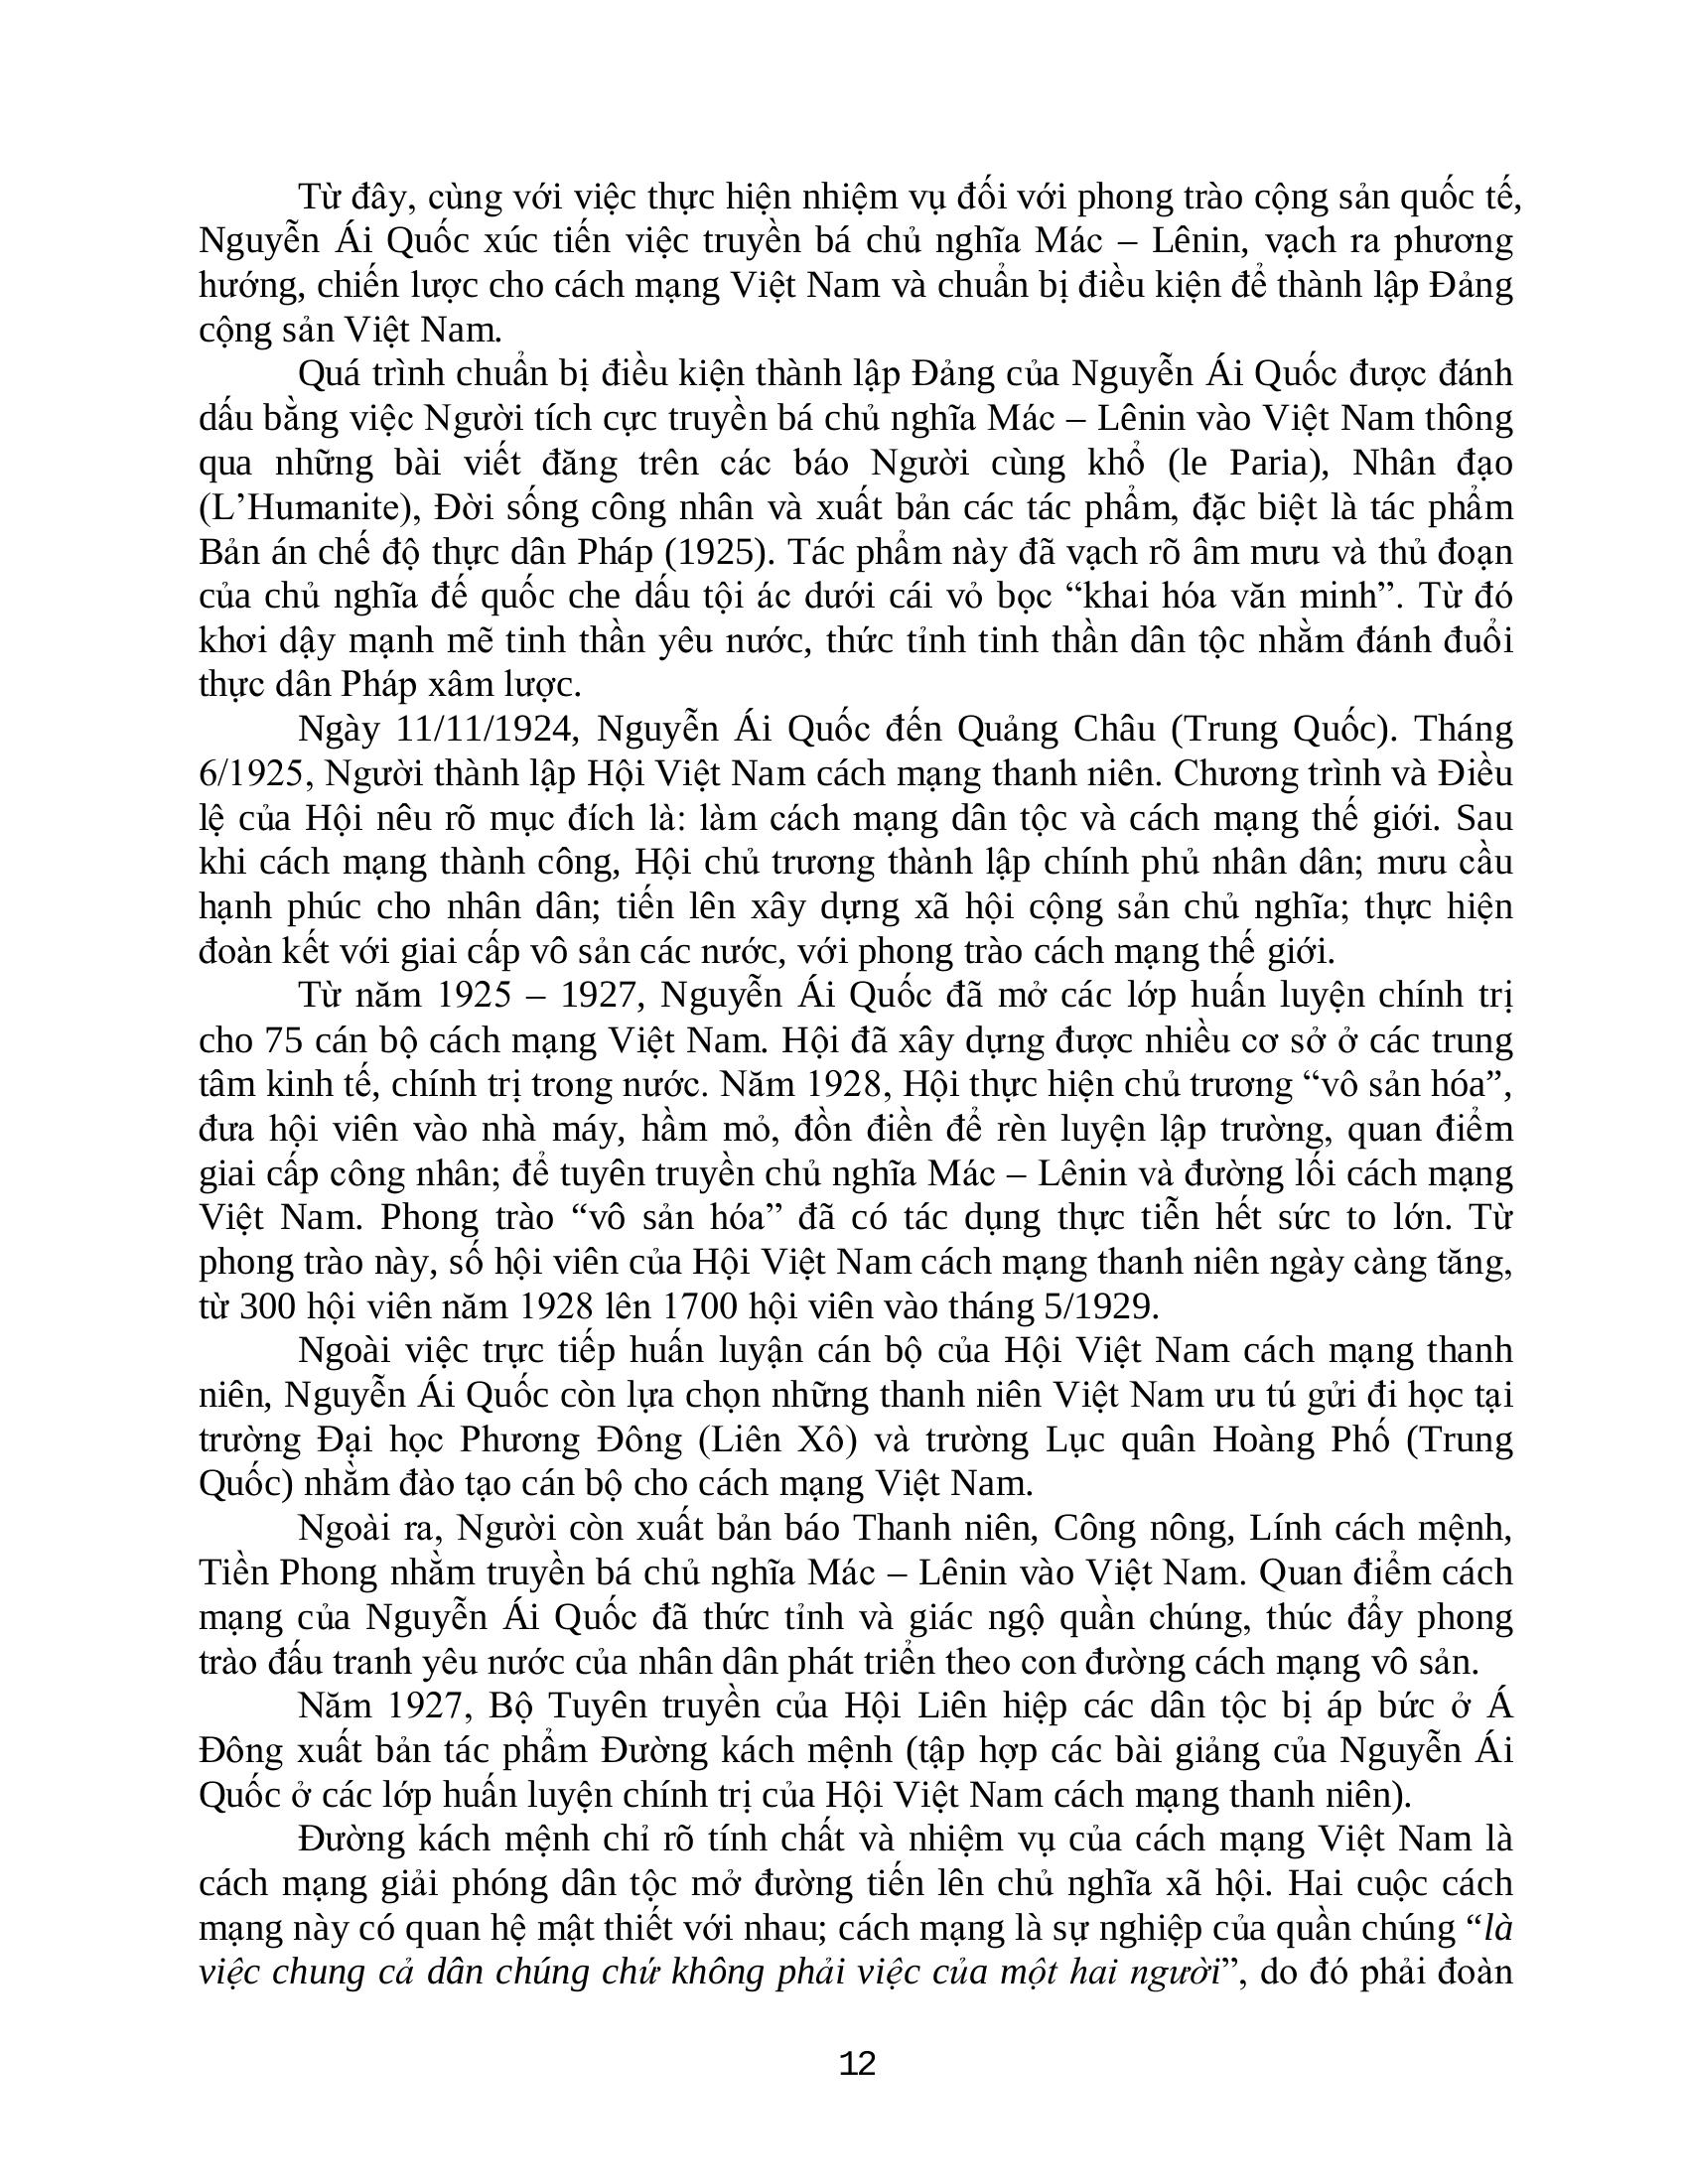 Từ đây, cùng với việc thực hiện nhiệm vụ đối với phong trào cộng sản quốc tế,
Nguyễn Ái Quốc xúc tiến việc truyền bá chủ nghĩa Mác – Lênin, vạch ra phương
hướng, chiến lược cho cách mạng Việt Nam và chuẩn bị điều kiện để thành lập Đảng
cộng sản Việt Nam.
Quá trình chuẩn bị điều kiện thành lập Đảng của Nguyễn Ái Quốc được đánh
dấu bằng việc Người tích cực truyền bá chủ nghĩa Mác – Lênin vào Việt Nam thông
qua những bài viết đăng trên các báo Người cùng khổ (le Paria), Nhân đạo
(L’Humanite), Đời sống công nhân và xuất bản các tác phẩm, đặc biệt là tác phẩm
Bản án chế độ thực dân Pháp (1925). Tác phẩm này đã vạch rõ âm mưu và thủ đoạn
của chủ nghĩa đế quốc che dấu tội ác dưới cái vỏ bọc “khai hóa văn minh”. Từ đó
khơi dậy mạnh mẽ tinh thần yêu nước, thức tỉnh tinh thần dân tộc nhằm đánh đuổi
thực dân Pháp xâm lược.
Ngày 11/11/1924, Nguyễn Ái Quốc đến Quảng Châu (Trung Quốc). Tháng
6/1925, Người thành lập Hội Việt Nam cách mạng thanh niên. Chương trình và Điều
lệ của Hội nêu rõ mục đích là: làm cách mạng dân tộc và cách mạng thế giới. Sau
khi cách mạng thành công, Hội chủ trương thành lập chính phủ nhân dân; mưu cầu
hạnh phúc cho nhân dân; tiến lên xây dựng xã hội cộng sản chủ nghĩa; thực hiện
đoàn kết với giai cấp vô sản các nước, với phong trào cách mạng thế giới.
Từ năm 1925 – 1927, Nguyễn Ái Quốc đã mở các lớp huấn luyện chính trị
cho 75 cán bộ cách mạng Việt Nam. Hội đã xây dựng được nhiều cơ sở ở các trung
tâm kinh tế, chính trị trong nước. Năm 1928, Hội thực hiện chủ trương “vô sản hóa”,
đưa hội viên vào nhà máy, hầm mỏ, đồn điền để rèn luyện lập trường, quan điểm
giai cấp công nhân; để tuyên truyền chủ nghĩa Mác – Lênin và đường lối cách mạng
Việt Nam. Phong trào “vô sản hóa” đã có tác dụng thực tiễn hết sức to lớn. Từ
phong trào này, số hội viên của Hội Việt Nam cách mạng thanh niên ngày càng tăng,
từ 300 hội viên năm 1928 lên 1700 hội viên vào tháng 5/1929.
Ngoài việc trực tiếp huấn luyận cán bộ của Hội Việt Nam cách mạng thanh
niên, Nguyễn Ái Quốc còn lựa chọn những thanh niên Việt Nam ưu tú gửi đi học tại
trường Đại học Phương Đông (Liên Xô) và trường Lục quân Hoàng Phố (Trung
Quốc) nhằm đào tạo cán bộ cho cách mạng Việt Nam.
Ngoài ra, Người còn xuất bản báo Thanh niên, Công nông, Lính cách mệnh,
Tiền Phong nhằm truyền bá chủ nghĩa Mác – Lênin vào Việt Nam. Quan điểm cách
mạng của Nguyễn Ái Quốc đã thức tỉnh và giác ngộ quần chúng, thúc đẩy phong
trào đấu tranh yêu nước của nhân dân phát triển theo con đường cách mạng vô sản.
Năm 1927, Bộ Tuyên truyền của Hội Liên hiệp các dân tộc bị áp bức ở Á
Đông xuất bản tác phẩm Đường kách mệnh (tập hợp các bài giảng của Nguyễn Ái
Quốc ở các lớp huấn luyện chính trị của Hội Việt Nam cách mạng thanh niên).
Đường kách mệnh chỉ rõ tính chất và nhiệm vụ của cách mạng Việt Nam là
cách mạng giải phóng dân tộc mở đường tiến lên chủ nghĩa xã hội. Hai cuộc cách
mạng này có quan hệ mật thiết với nhau; cách mạng là sự nghiệp của quần chúng “là
việc chung cả dân chúng chứ không phải việc của một hai người”, do đó phải đoàn
12